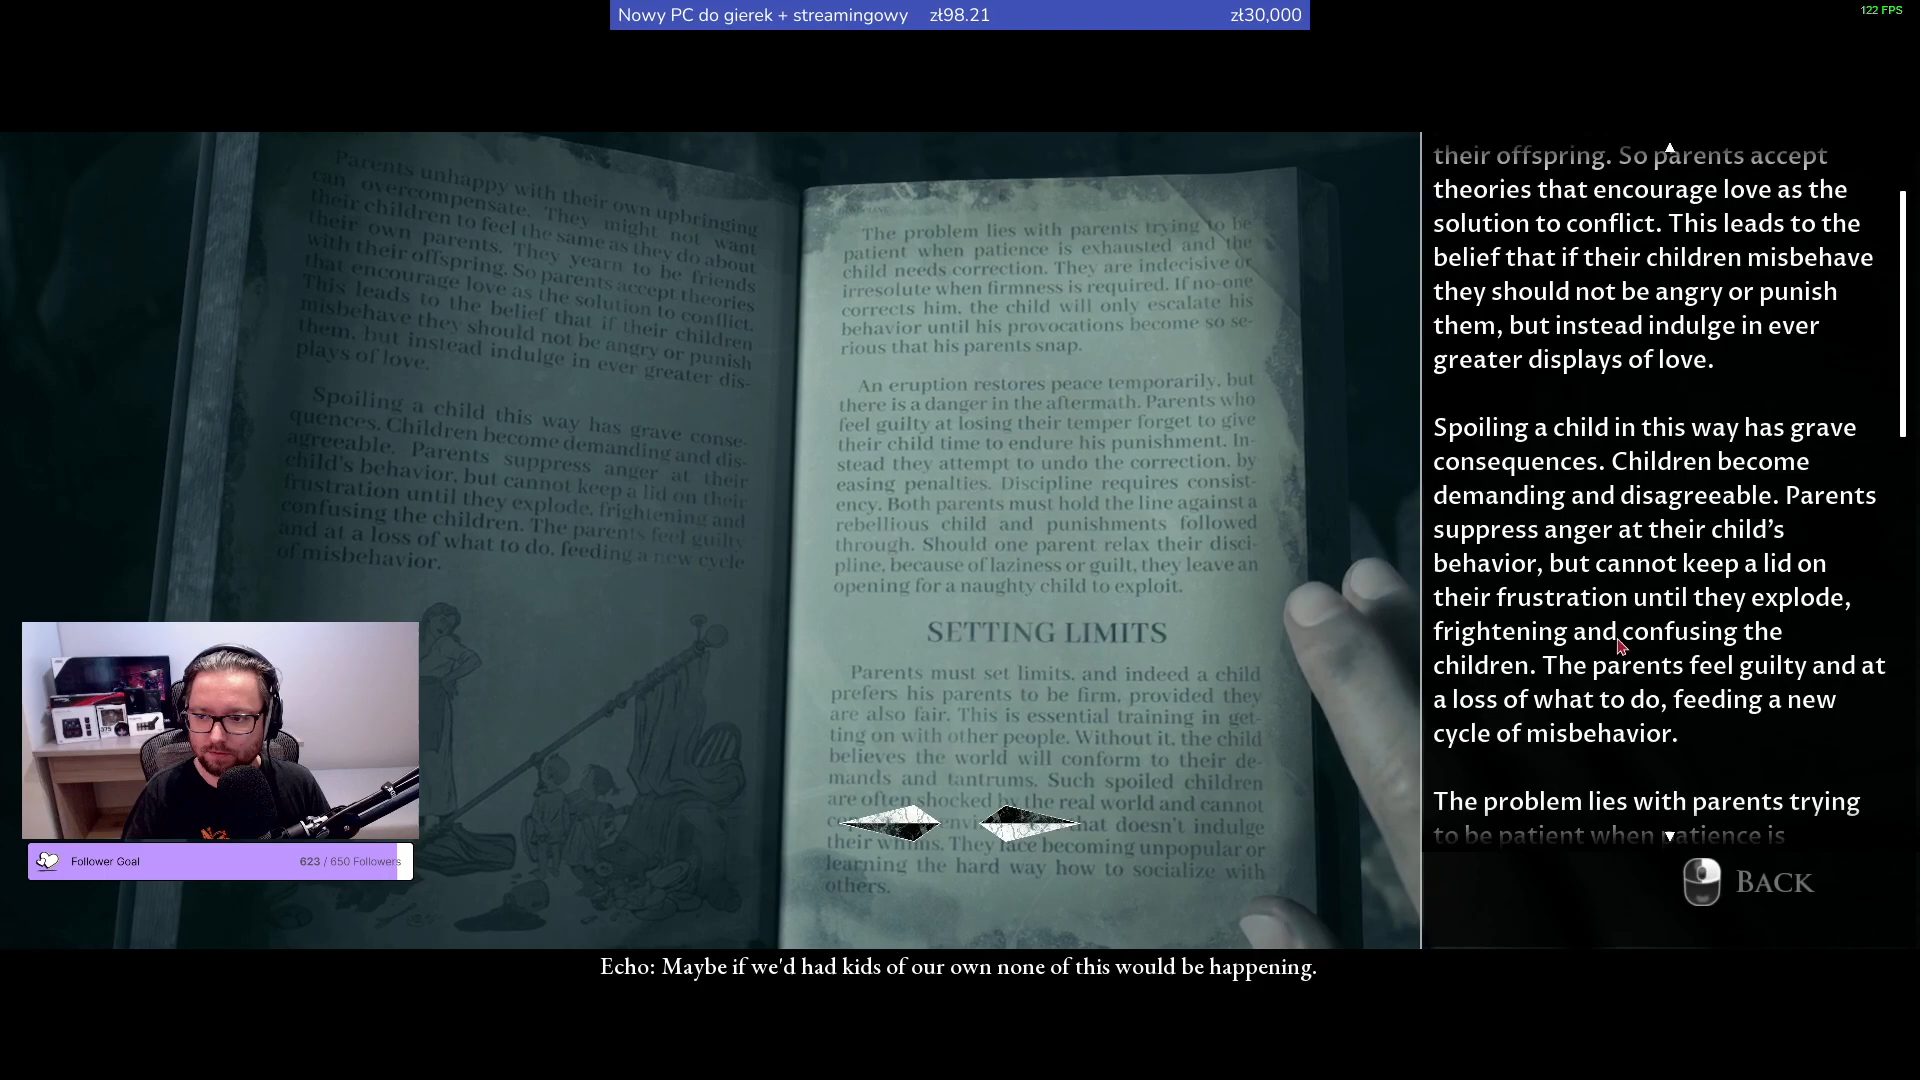 Nowy PC do gierek + streamingowy zł98.21 zł30,000
122 FPS
Parents unhappy with their own upbringing
can overcompensate. They might not want
their children to feel the same as they do about
their own parents. They yearn to be friends
with their offspring. So parents accept theories
that encourage love as the solution to conflict.
This leads to the belief that if their children
misbehave they should not be angry or punish
them, but instead indulge in ever greater dis-
plays of love.
Spoiling a child this way has grave conse-
quences. Children become demanding and dis-
agreeable. Parents suppress anger at their
child's behavior, but cannot keep a lid on their
frustration until they explode, frightening and
confusing the children. The parents feel guilty
and at a loss of what to do, feeding a new cycle
of misbehavior.
The problem lies with parents trying to be
patient when patience is exhausted and the
child needs correction. They are indecisive or
irresolute when firmness is required. If no-one
corrects him, the child will only escalate his
behavior until his provocations become so se-
rious that his parents snap.
An eruption restores peace temporarily, but
there is a danger in the aftermath. Parents who
feel guilty at losing their temper forget to give
their child time to endure his punishment. In-
stead they attempt to undo the correction, by
easing penalties. Discipline requires consist-
ency. Both parents must hold the line against a
rebellious child and punishments followed
through. Should one parent relax their disci-
pline, because of laziness or guilt, they leave an
opening for a naughty child to exploit.
SETTING LIMITS
Parents must set limits, and indeed a child
prefers his parents to be firm, provided they
are also fair. This is essential training in get-
ting on with other people. Without it, the child
believes the world will conform to their de-
mands and tantrums. Such spoiled children
are often shocked by the real world and cannot
that doesn't indulge
their whims. They face becoming unpopular or
learning the hard way how to socialize with
others.
their offspring. So parents accept
theories that encourage love as the
solution to conflict. This leads to the
belief that if their children misbehave
they should not be angry or punish
them, but instead indulge in ever
greater displays of love.
Spoiling a child in this way has grave
consequences. Children become
demanding and disagreeable. Parents
suppress anger at their child's
behavior, but cannot keep a lid on
their frustration until they explode,
frightening and confusing the
children. The parents feel guilty and at
a loss of what to do, feeding a new
cycle of misbehavior.
The problem lies with parents trying
to be patient when patience is
BACK
Follower Goal 623 / 650 Followers
Echo: Maybe if we'd had kids of our own none of this would be happening.